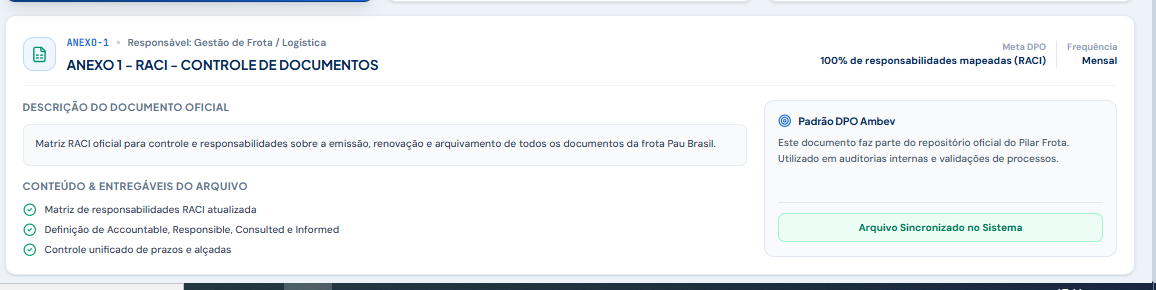 ANEXO-1 • Responsável: Gestão de Frota / Logística
ANEXO 1 - RACI - CONTROLE DE DOCUMENTOS
Meta DPO
100% de responsabilidades mapeadas (RACI)
Frequência
Mensal
DESCRIÇÃO DO DOCUMENTO OFICIAL
Matriz RACI oficial para controle e responsabilidades sobre a emissão, renovação e arquivamento de todos os documentos da frota Pau Brasil.
CONTEÚDO & ENTREGÁVEIS DO ARQUIVO
Matriz de responsabilidades RACI atualizada
Definição de Accountable, Responsible, Consulted e Informed
Controle unificado de prazos e alçadas
Padrão DPO Ambev
Este documento faz parte do repositório oficial do Pilar Frota.
Utilizado em auditorias internas e validações de processos.
Arquivo Sincronizado no Sistema